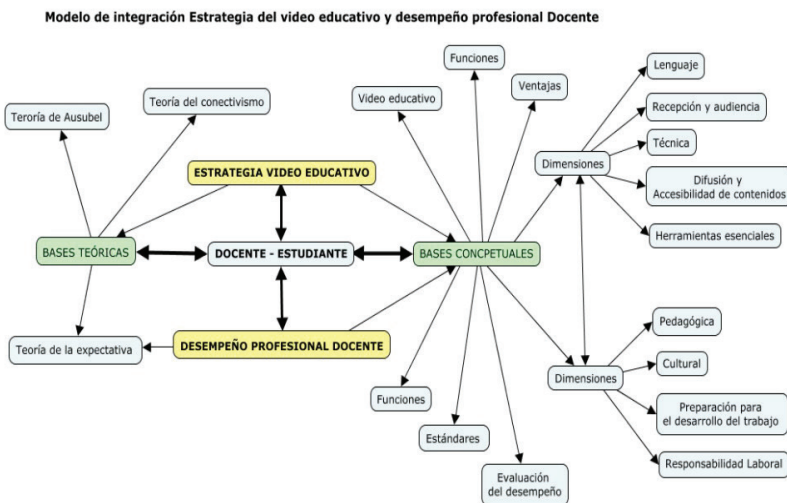 Modelo de integración Estrategia del video educativo y desempeño profesional Docente
Funciones
Ventajas
Video educativo
Teoría del conectivismo
Teroría de Ausubel
Lenguaje
Recepción y audiencia
Técnica
Difusión y
Accesibilidad de contenidos
Herramientas esenciales
Dimensiones
ESTRATEGIA VIDEO EDUCATIVO
BASES TEÓRICAS
DOCENTE - ESTUDIANTE
BASES CONCPETUALES
DESEMPEÑO PROFESIONAL DOCENTE
Teoría de la expectativa
Funciones
Estándares
Evaluación
del desempeño
Dimensiones
Pedagógica
Cultural
Preparación para
el desarrollo del trabajo
Responsabilidad Laboral